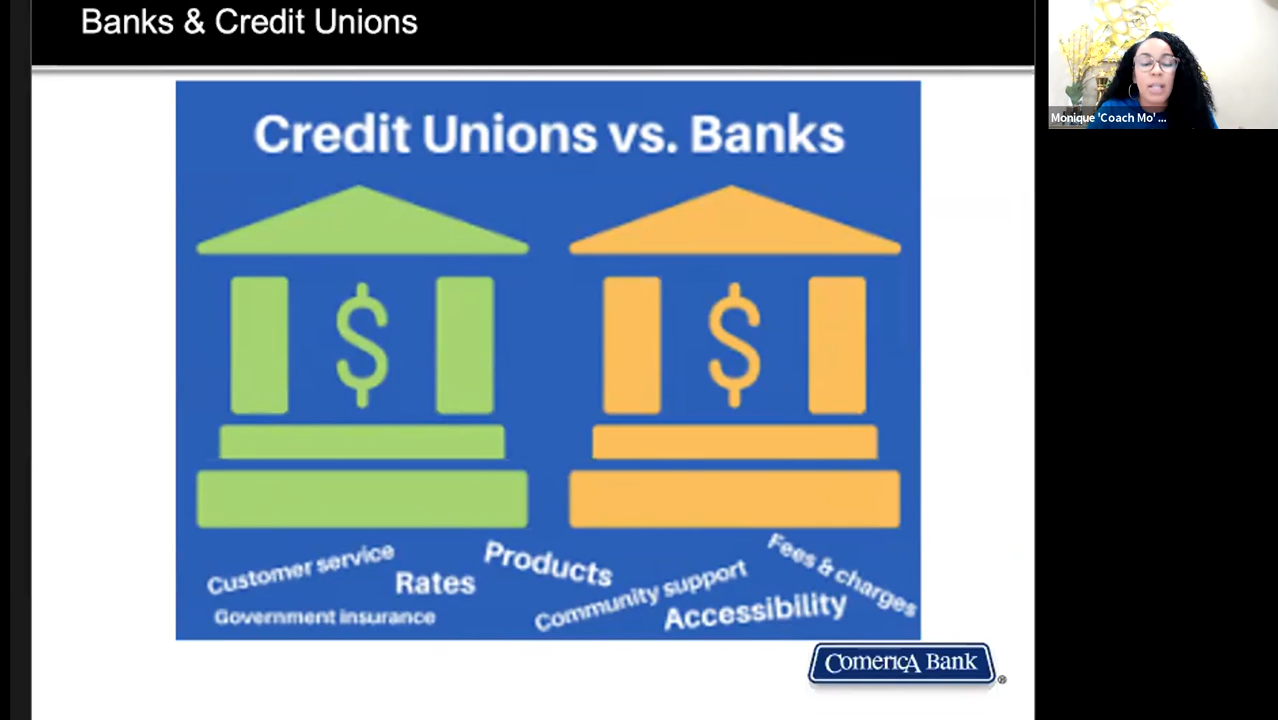 Banks & Credit Unions
Monique 'Coach Mo' ...
Credit Unions vs. Banks
$ $
Customer service
Rates
Products
Fees & charges
Government insurance
Community support
Accessibility
Comerica Bank
®